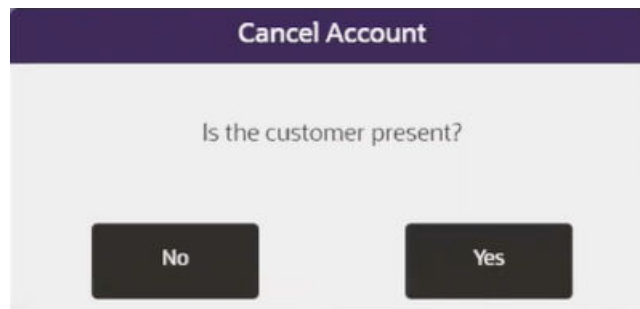 Cancel Account
Is the customer present?
No
Yes